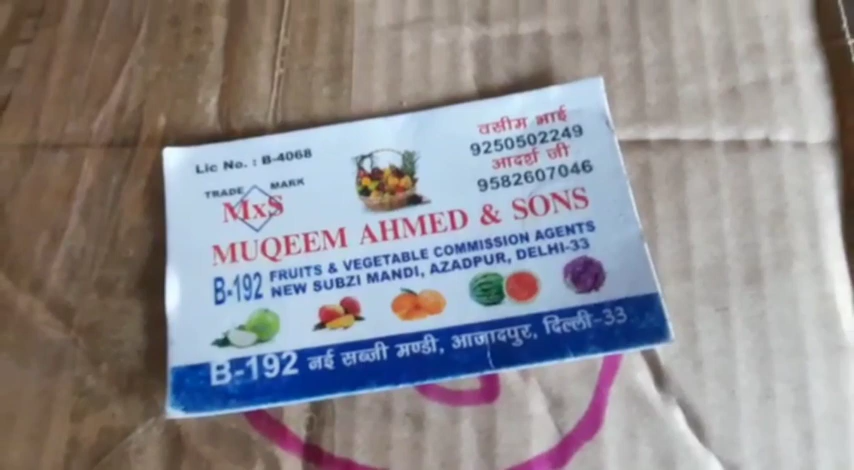 Lic No. : B-4068
वसीम भाई
9250502249
आदर्श जी
9582607046
TRADE MARK
MxS
MUQEEM AHMED & SONS
B-192 FRUITS & VEGETABLE COMMISSION AGENTS
NEW SUBZI MANDI, AZADPUR, DELHI-33
B-192 नई सब्जी मण्डी, आजादपुर, दिल्ली-33